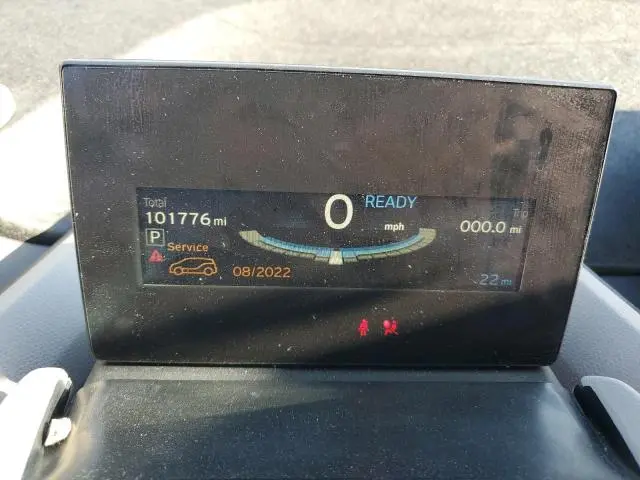 Total
101776 mi
0
READY
mph
Trip
000.0 mi
P
Service
08/2022
22 mi